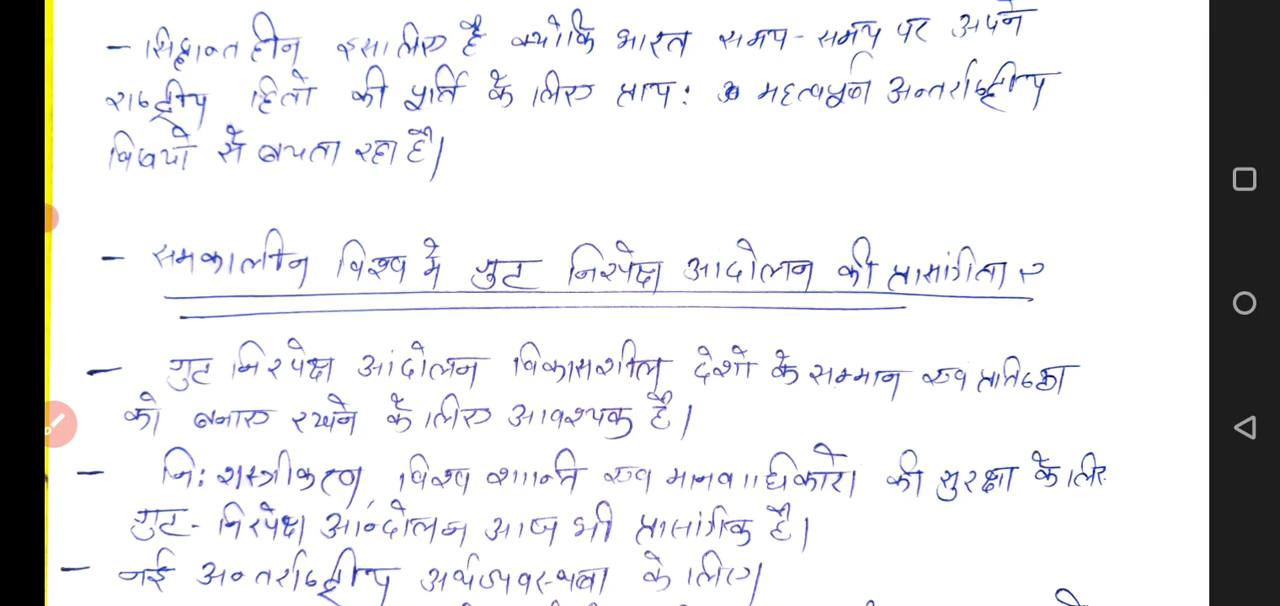 - सिद्धान्तहीन इसलिए है क्योकि भारत समय-समय पर अपने
राष्ट्रीय हितो की पूर्ति के लिए प्रायः महत्वपूर्ण अन्तर्राष्ट्रीय
विषयो से बचता रहा है।
- समकालीन विश्व मे गुट निरपेक्ष आदोलन की प्रासांगिता ए
- गुट निरपेक्ष आंदोलन विकासशील देशो के सम्मान एव प्रतिष्ठा
को बनाए रखने के लिए आवश्यक है।
- निःशस्त्रीकरण, विश्व शान्ति एव मानवाधिकारो की सुरक्षा के लिए
गुट-निरपेक्ष आंन्दोलन आज भी प्रासांगिक है।
- नई अन्तर्राष्ट्रीय अर्थव्यवस्था के लिए।